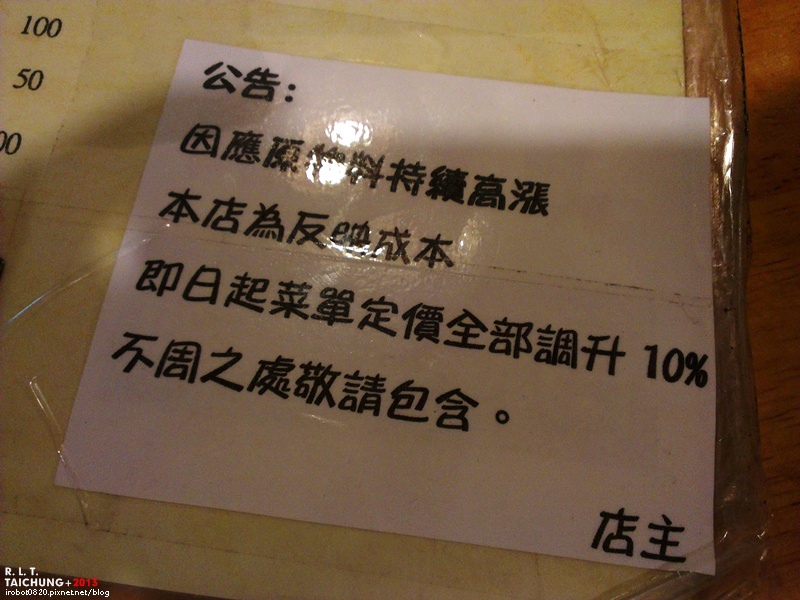 100
50
00
公告:
因應原物料持續高漲
本店為反映成本
即日起菜單定價全部調升 10%
不周之處敬請包含。
店主
R. L. T.
TAICHUNG+2013
irobot0820.pixnet.net/blog